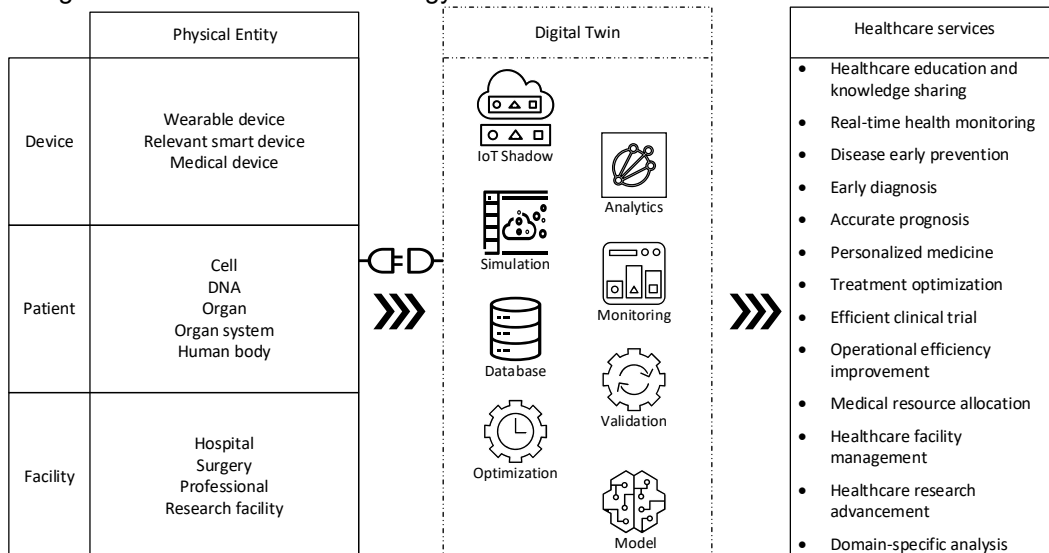 Physical Entity
Digital Twin
Healthcare services
Device
Wearable device
Relevant smart device
Medical device
Patient
Cell
DNA
Organ
Organ system
Human body
Facility
Hospital
Surgery
Professional
Research facility
IoT Shadow
Analytics
Simulation
Monitoring
Database
Validation
Optimization
Model
• Healthcare education and
knowledge sharing
• Real-time health monitoring
• Disease early prevention
• Early diagnosis
• Accurate prognosis
• Personalized medicine
• Treatment optimization
• Efficient clinical trial
• Operational efficiency
improvement
• Medical resource allocation
• Healthcare facility
management
• Healthcare research
advancement
• Domain-specific analysis